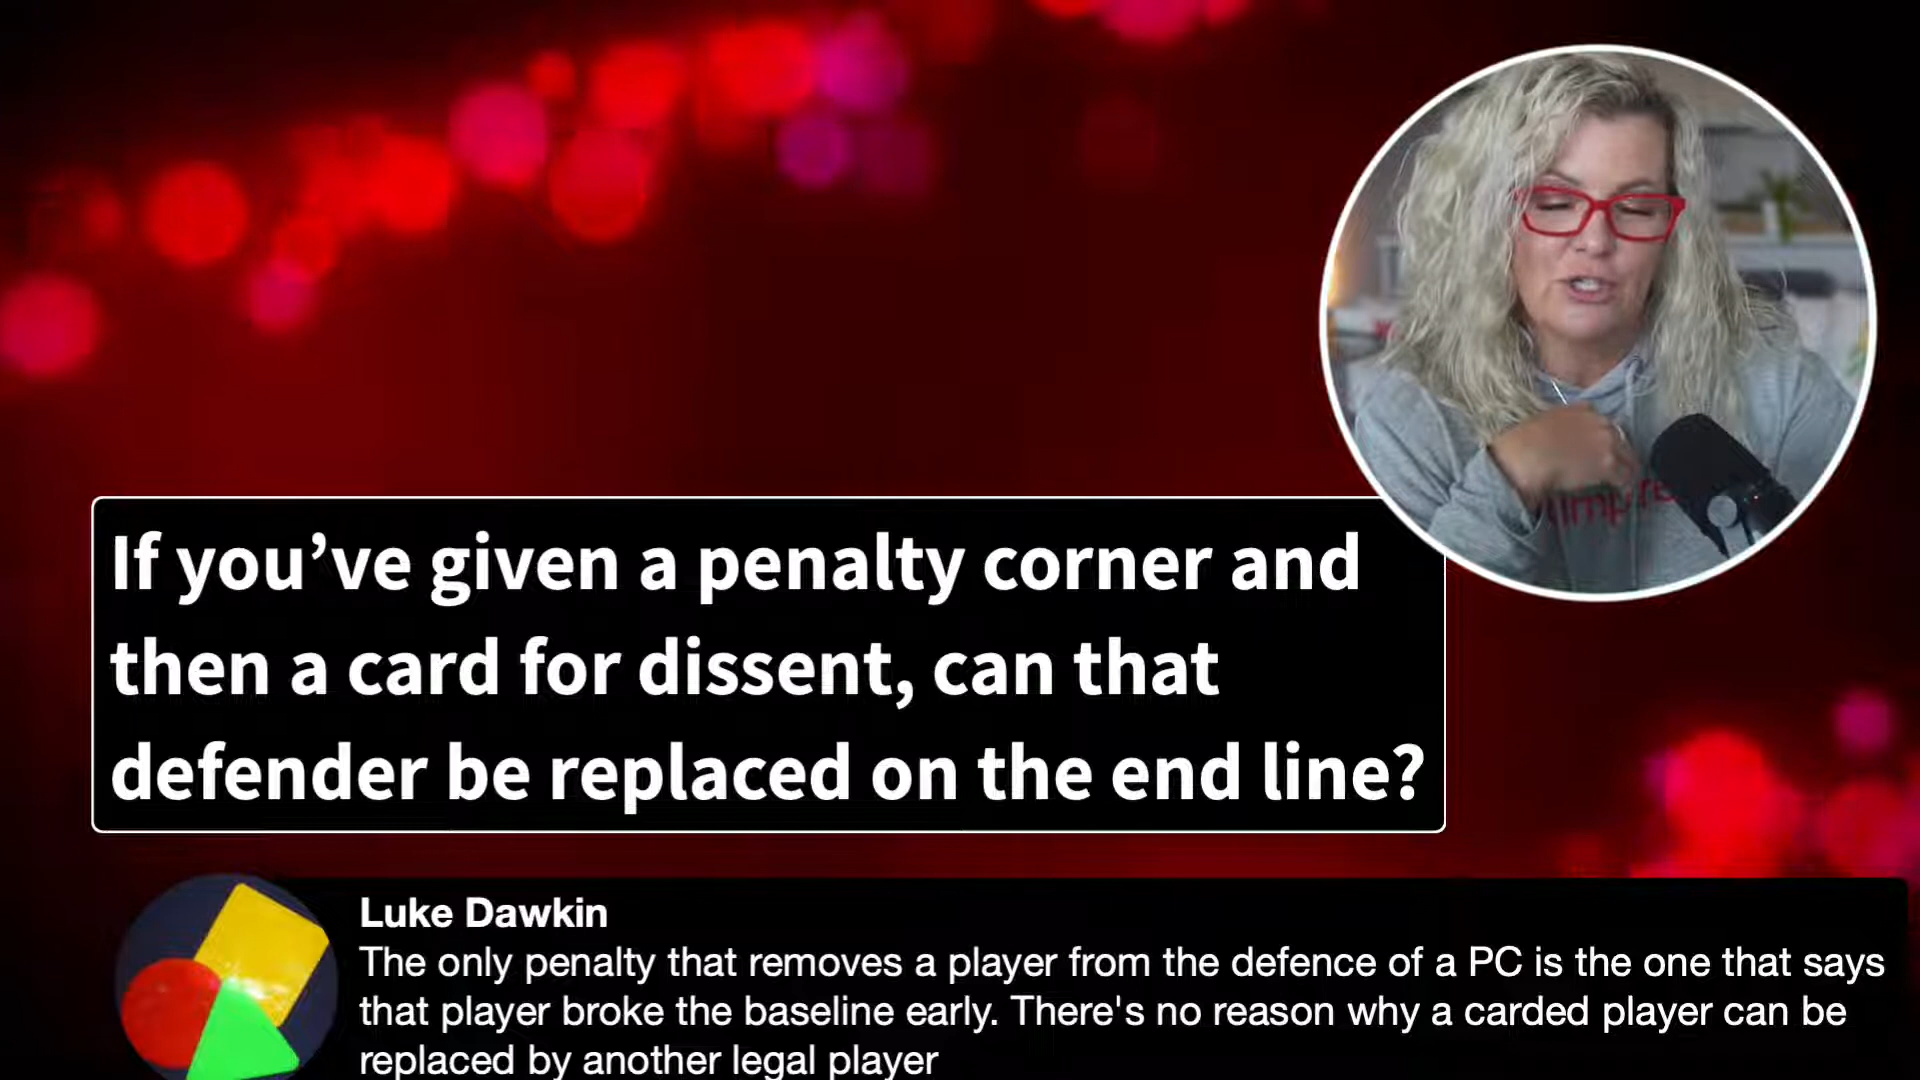 If you’ve given a penalty corner and
then a card for dissent, can that
defender be replaced on the end line?
Luke Dawkin
The only penalty that removes a player from the defence of a PC is the one that says
that player broke the baseline early. There's no reason why a carded player can be
replaced by another legal player